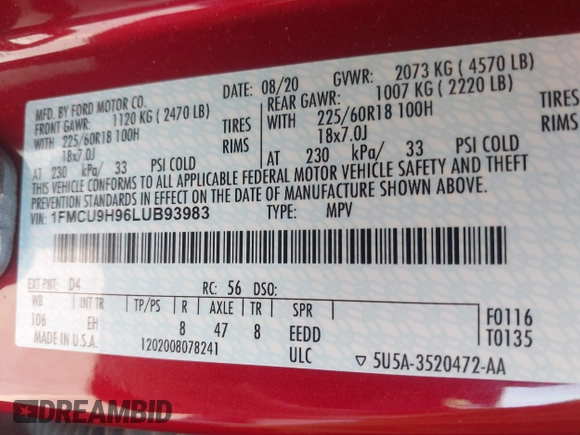 MFD. BY FORD MOTOR CO.
DATE: 08/20 GVWR: 2073 KG ( 4570 LB)
FRONT GAWR: 1120 KG ( 2470 LB)
REAR GAWR: 1007 KG ( 2220 LB)
WITH 225/60R18 100H TIRES
WITH 225/60R18 100H TIRES
18x7.0J RIMS
18x7.0J RIMS
AT 230 kPa/ 33 PSI COLD
AT 230 kPa/ 33 PSI COLD
THIS VEHICLE CONFORMS TO ALL APPLICABLE FEDERAL MOTOR VEHICLE SAFETY AND THEFT
PREVENTION STANDARDS IN EFFECT ON THE DATE OF MANUFACTURE SHOWN ABOVE.
VIN: 1FMCU9H96LUB93983 TYPE: MPV
EXT PNT: D4 RC: 56 DSO:
WB INT TR TP/PS R AXLE TR SPR F0116
106 EH 8 47 8 EEDD T0135
MADE IN U.S.A. 1202008078241 ULC ▽ 5U5A-3520472-AA
DREAMBID